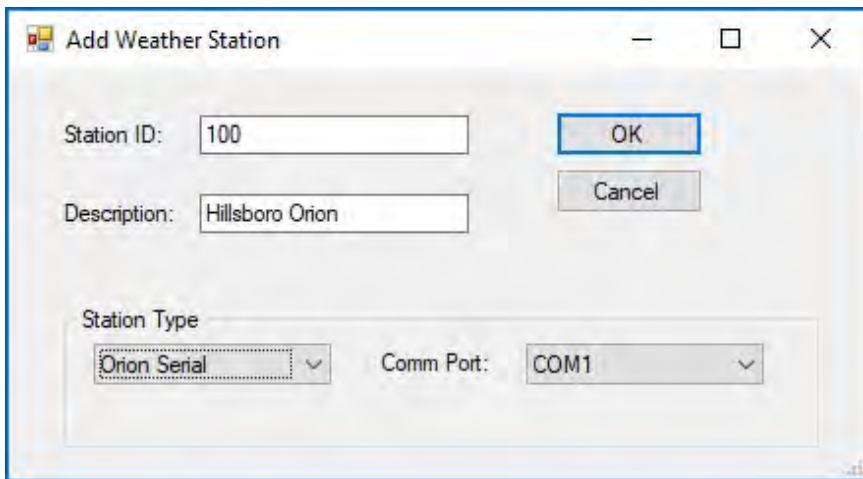 Add Weather Station
Station ID: 100 OK
Cancel
Description: Hillsboro Orion
Station Type
Orion Serial Comm Port: COM1